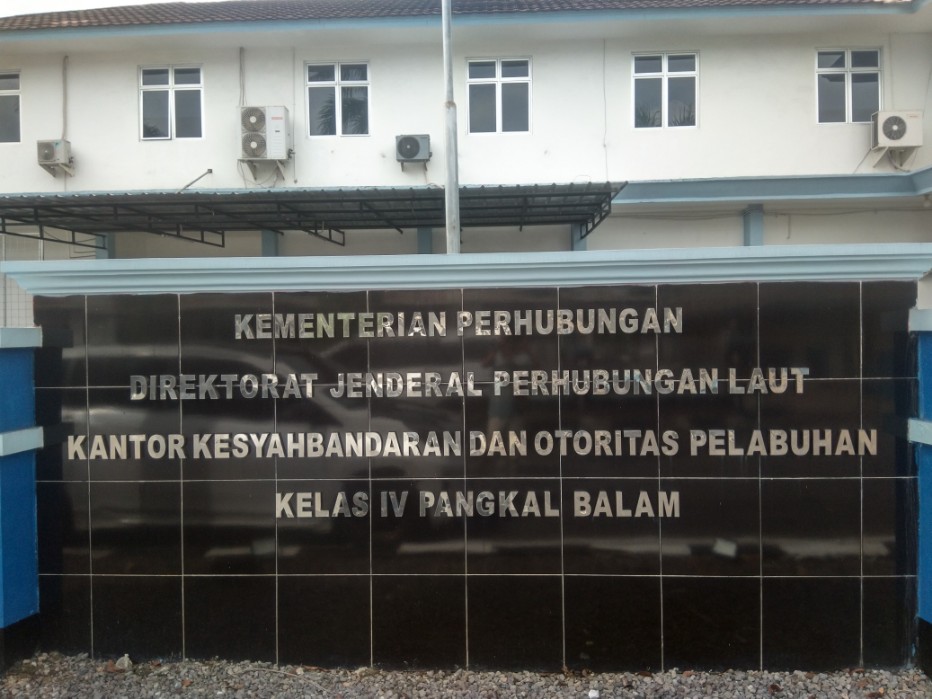 KEMENTERIAN PERHUBUNGAN
DIREKTORAT JENDERAL PERHUBUNGAN LAUT
KANTOR KESYAHBANDARAN DAN OTORITAS PELABUHAN
KELAS IV PANGKAL BALAM